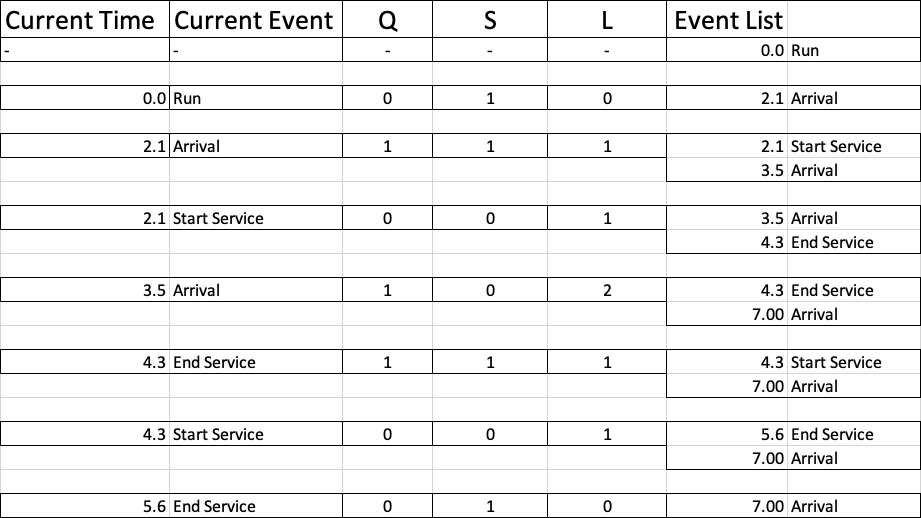 Current Time Current Event Q S L Event List
- - - - - 0.0 Run
0.0 Run 0 1 0 2.1 Arrival
2.1 Arrival 1 1 1 2.1 Start Service
3.5 Arrival
2.1 Start Service 0 0 1 3.5 Arrival
4.3 End Service
3.5 Arrival 1 0 2 4.3 End Service
7.00 Arrival
4.3 End Service 1 1 1 4.3 Start Service
7.00 Arrival
4.3 Start Service 0 0 1 5.6 End Service
7.00 Arrival
5.6 End Service 0 1 0 7.00 Arrival